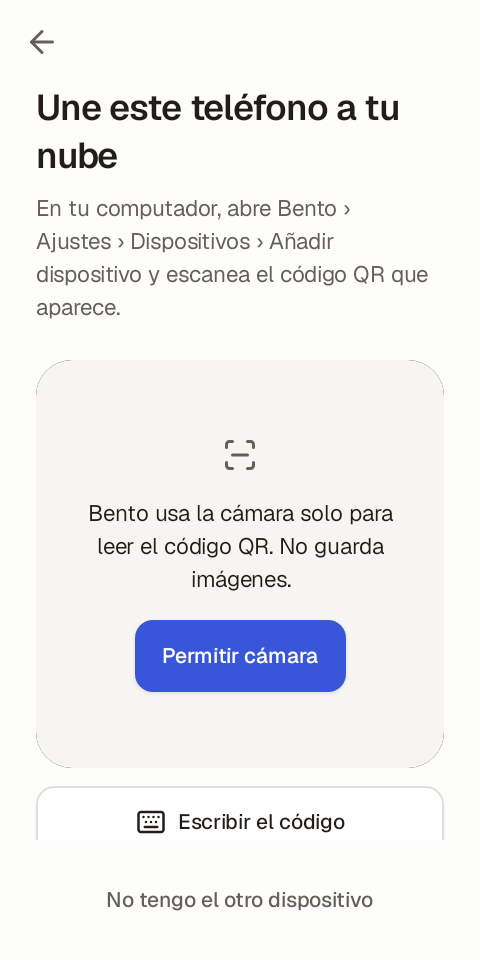 Une este teléfono a tu
nube
En tu computador, abre Bento ›
Ajustes › Dispositivos › Añadir
dispositivo y escanea el código QR que
aparece.
Bento usa la cámara solo para
leer el código QR. No guarda
imágenes.
Permitir cámara
Escribir el código
No tengo el otro dispositivo